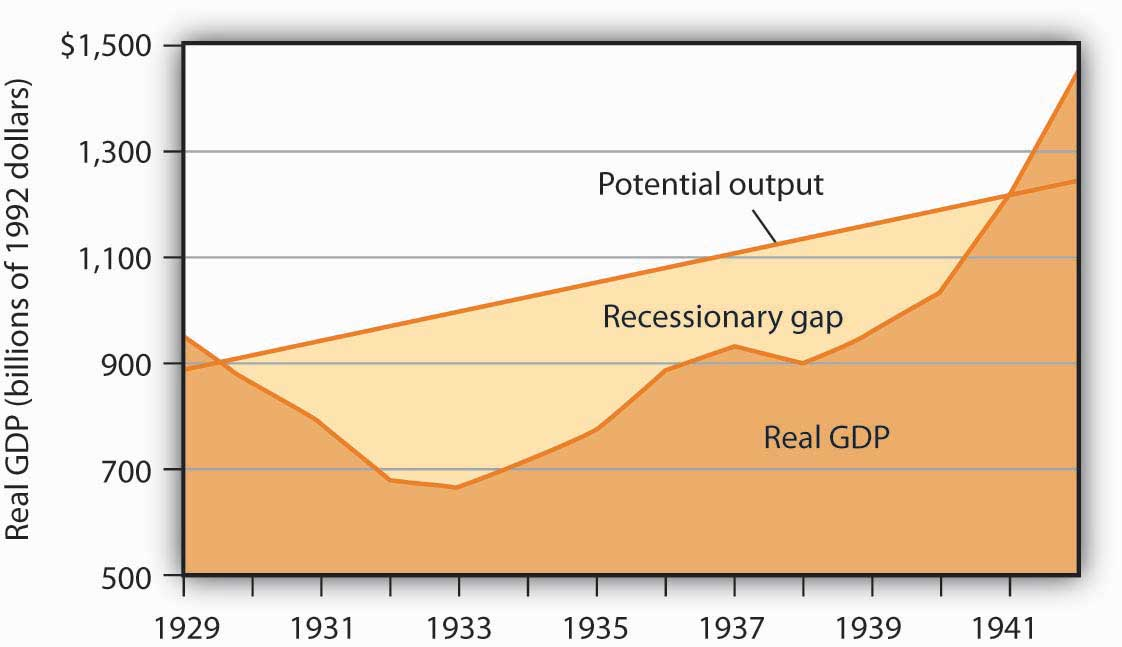 Real GDP (billions of 1992 dollars)
$1,500
1,300
1,100
900
700
500
Potential output
Recessionary gap
Real GDP
1929 1931 1933 1935 1937 1939 1941